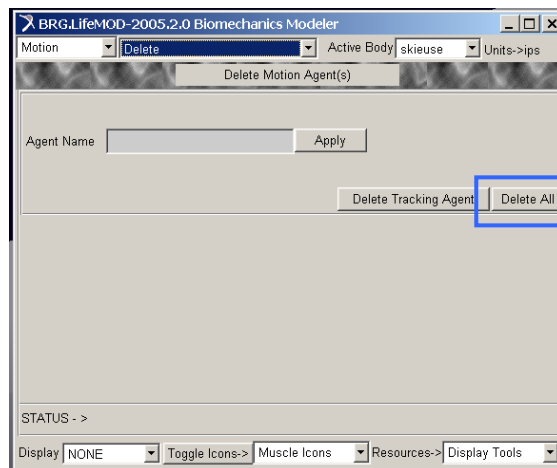 BRG.LifeMOD-2005.2.0 Biomechanics Modeler
Motion Delete Active Body skieuse Units->ips
Delete Motion Agent(s)
Agent Name Apply
Delete Tracking Agent Delete All
STATUS - >
Display NONE Toggle Icons-> Muscle Icons Resources-> Display Tools